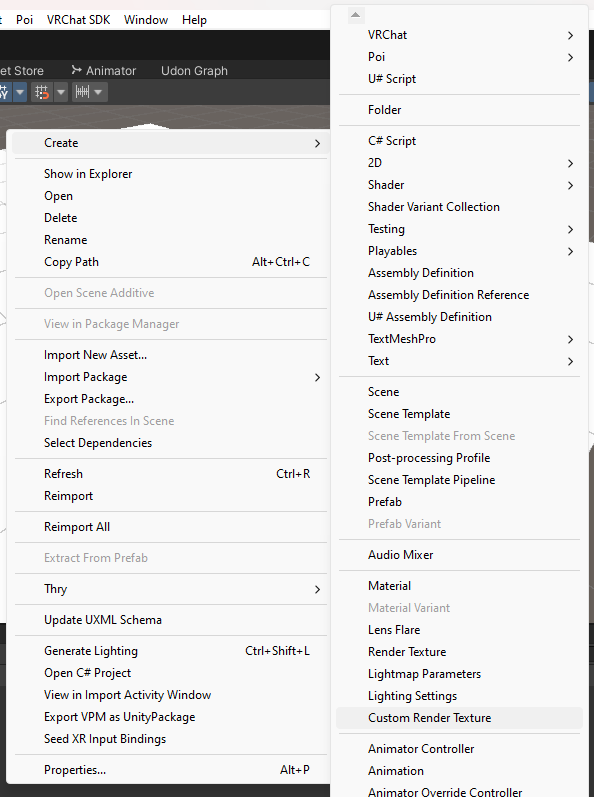 t Poi VRChat SDK Window Help
et Store Animator Udon Graph
Create
Show in Explorer
Open
Delete
Rename
Copy Path Alt+Ctrl+C
Open Scene Additive
View in Package Manager
Import New Asset...
Import Package
Export Package...
Find References In Scene
Select Dependencies
Refresh Ctrl+R
Reimport
Reimport All
Extract From Prefab
Thry
Update UXML Schema
Generate Lighting Ctrl+Shift+L
Open C# Project
View in Import Activity Window
Export VPM as UnityPackage
Seed XR Input Bindings
Properties... Alt+P
VRChat
Poi
U# Script
Folder
C# Script
2D
Shader
Shader Variant Collection
Testing
Playables
Assembly Definition
Assembly Definition Reference
U# Assembly Definition
TextMeshPro
Text
Scene
Scene Template
Scene Template From Scene
Post-processing Profile
Scene Template Pipeline
Prefab
Prefab Variant
Audio Mixer
Material
Material Variant
Lens Flare
Render Texture
Lightmap Parameters
Lighting Settings
Custom Render Texture
Animator Controller
Animation
Animator Override Controller